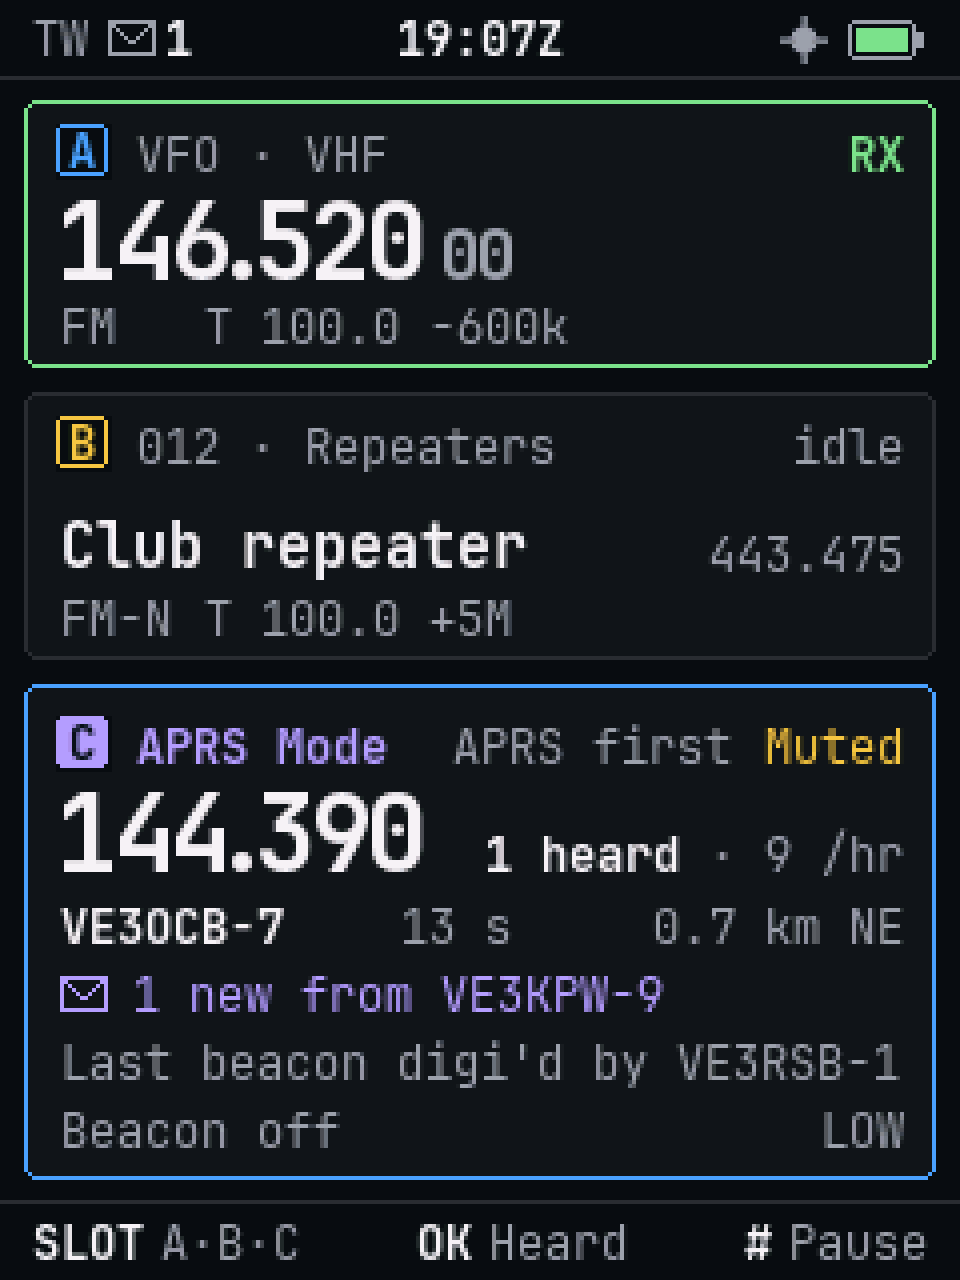 TW 1 19:07Z
A VFO · VHF RX
146.520 00
FM T 100.0 -600k
B 012 · Repeaters idle
Club repeater 443.475
FM-N T 100.0 +5M
C APRS Mode APRS first Muted
144.390 1 heard · 9 /hr
VE3OCB-7 13 s 0.7 km NE
1 new from VE3KPW-9
Last beacon digi'd by VE3RSB-1
Beacon off LOW
SLOT A·B·C OK Heard # Pause